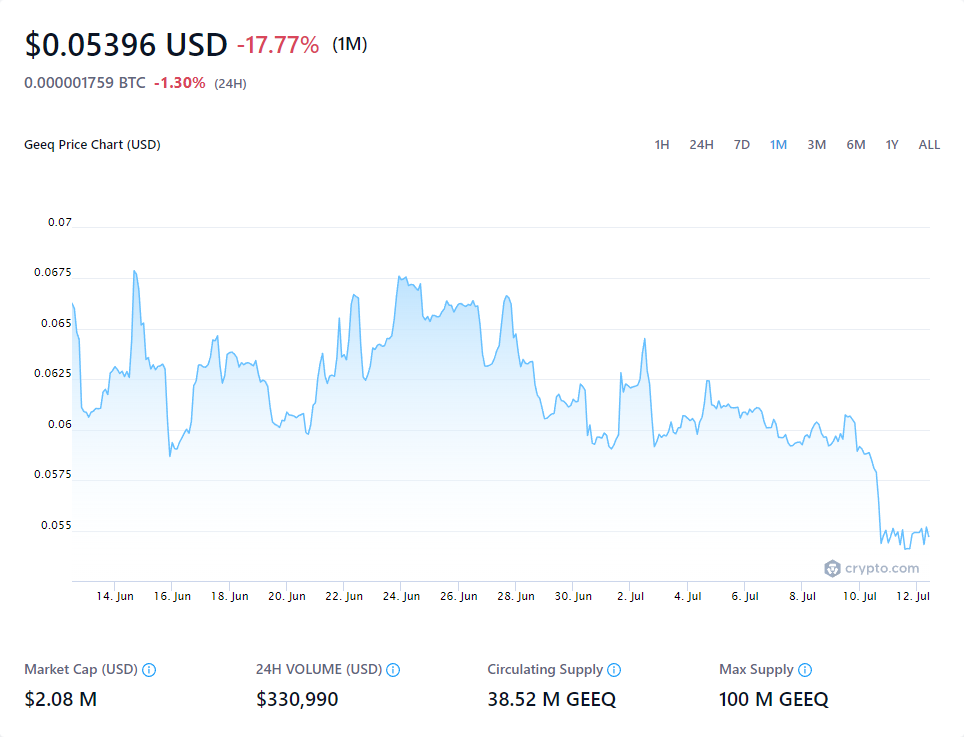 $0.05396 USD -17.77% (1M)
0.000001759 BTC -1.30% (24H)
Geeq Price Chart (USD) 1H 24H 7D 1M 3M 6M 1Y ALL
0.07
0.0675
0.065
0.0625
0.06
0.0575
0.055
crypto.com
14. Jun 16. Jun 18. Jun 20. Jun 22. Jun 24. Jun 26. Jun 28. Jun 30. Jun 2. Jul 4. Jul 6. Jul 8. Jul 10. Jul 12. Jul
Market Cap (USD) 24H VOLUME (USD) Circulating Supply Max Supply
$2.08 M $330,990 38.52 M GEEQ 100 M GEEQ